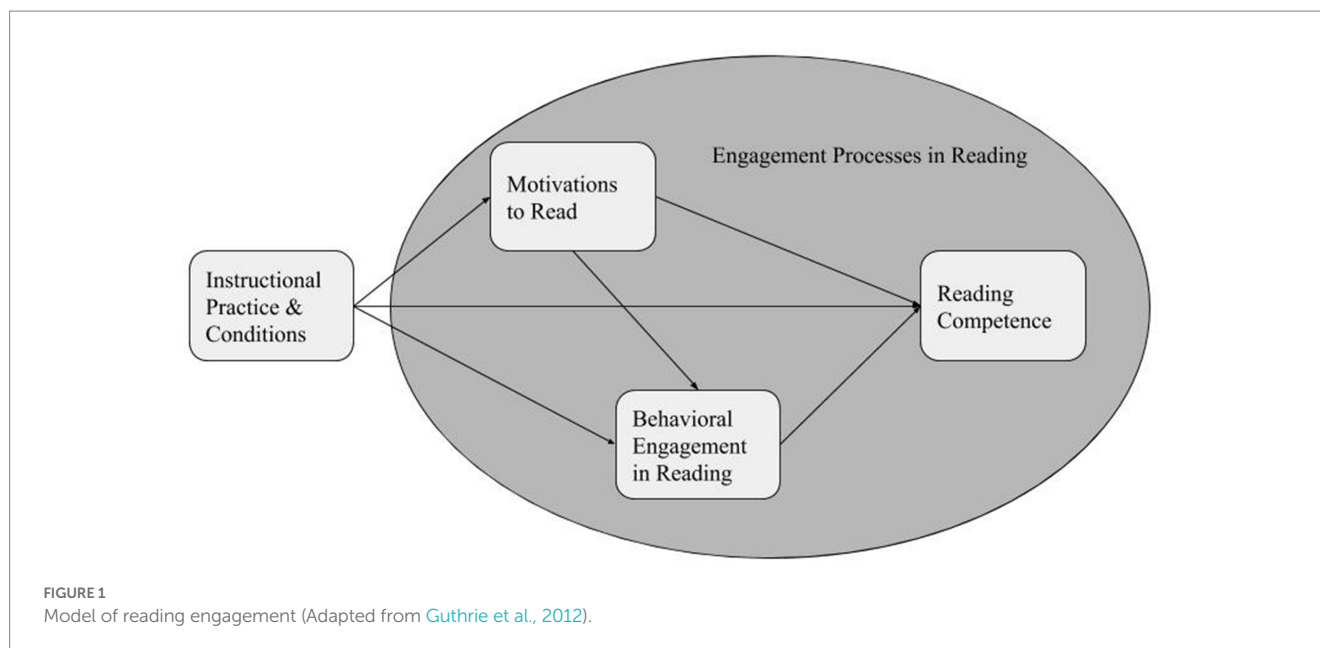 Engagement Processes in Reading
Motivations
to Read
Instructional
Practice &
Conditions
Reading
Competence
Behavioral
Engagement
in Reading
FIGURE 1
Model of reading engagement (Adapted from Guthrie et al., 2012).